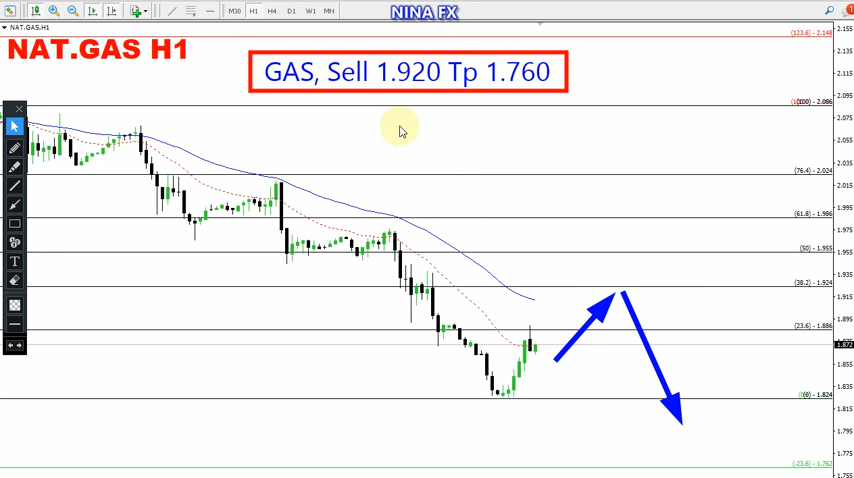 M30 H1 H4 D1 W1 MN
NINA FX
NAT.GAS,H1
NAT.GAS H1
GAS, Sell 1.920 Tp 1.760
(123.6) - 2.148
(100) - 2.086
(76.4) - 2.024
(61.8) - 1.986
(50) - 1.955
(38.2) - 1.924
(23.6) - 1.886
(0) - 1.824
(-23.6) - 1.762
2.155
2.135
2.115
2.095
2.075
2.055
2.035
2.015
1.995
1.975
1.955
1.935
1.915
1.895
1.872
1.855
1.835
1.815
1.795
1.775
1.755
T